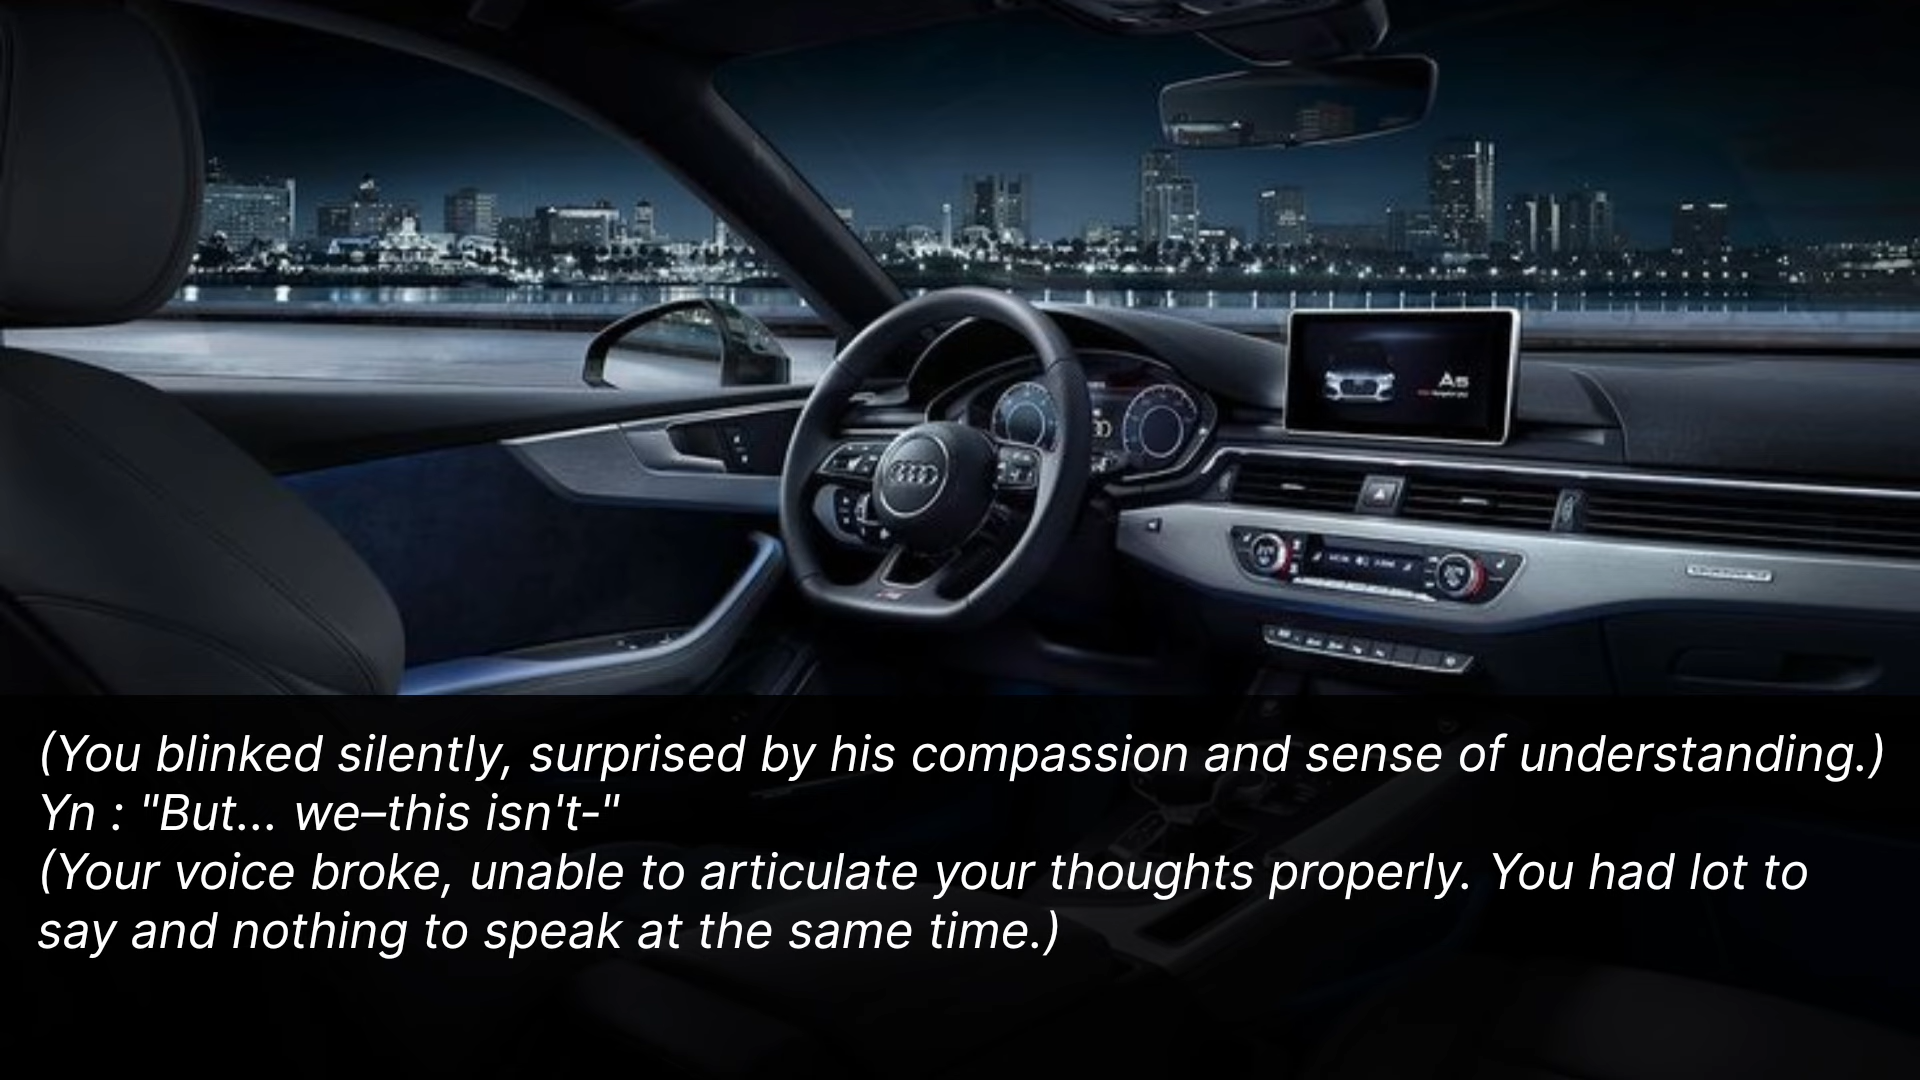 A5
(You blinked silently, surprised by his compassion and sense of understanding.)
Yn : "But... we–this isn't-"
(Your voice broke, unable to articulate your thoughts properly. You had lot to
say and nothing to speak at the same time.)